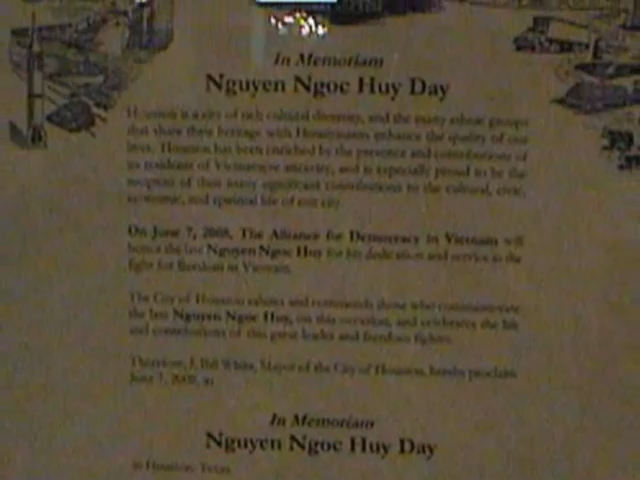 In Memoriam
Nguyen Ngoc Huy Day
Houston is a city of rich cultural diversity, and the many ethnic groups
that share their heritage with Houstonians enhance the quality of our
lives. Houston has been enriched by the presence and contributions of
its residents of Vietnamese ancestry, and is especially proud to be the
recipient of their many significant contributions to the cultural, civic,
economic, and spiritual life of our city.
On June 7, 2008, The Alliance for Democracy in Vietnam will
honor the late Nguyen Ngoc Huy for his dedication and service to the
fight for freedom in Vietnam.
The City of Houston salutes and commends those who commemorate
the late Nguyen Ngoc Huy, on this occasion, and celebrates the life
and contributions of this great leader and freedom fighter.
Therefore, I, Bill White, Mayor of the City of Houston, hereby proclaim
June 7, 2008, as
In Memoriam
Nguyen Ngoc Huy Day
in Houston, Texas.